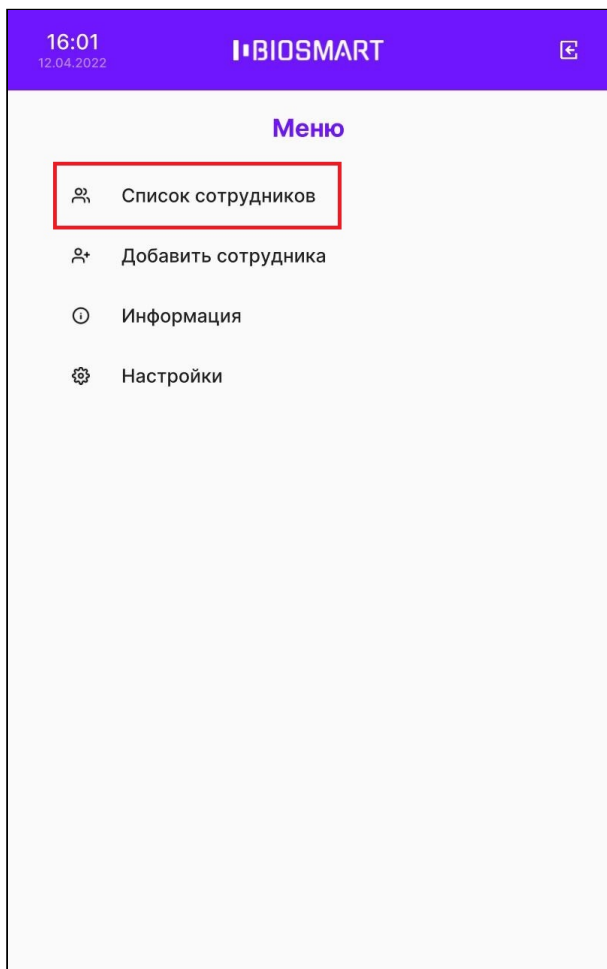 16:01
12.04.2022
BIOSMART
Меню
Список сотрудников
Добавить сотрудника
Информация
Настройки